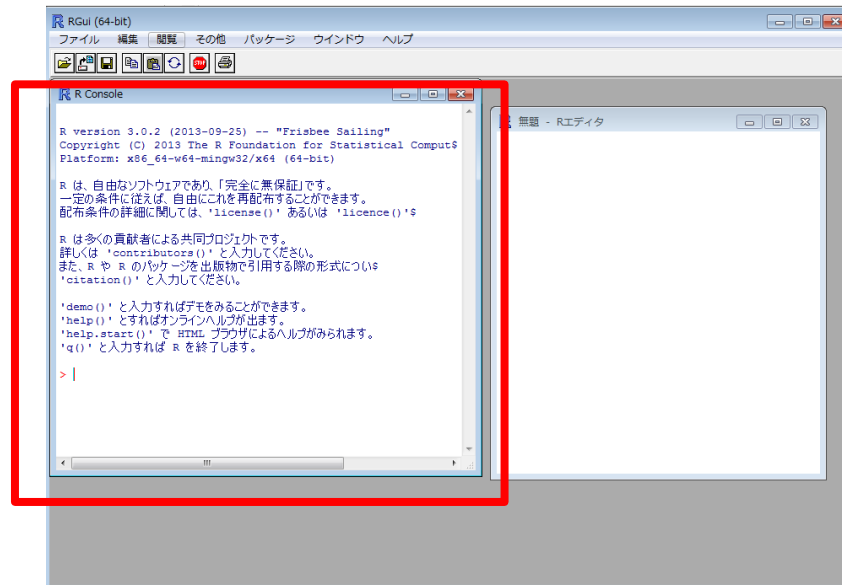 RGui (64-bit)
ファイル 編集 閲覧 その他 パッケージ ウインドウ ヘルプ
STOP
R Console
R version 3.0.2 (2013-09-25) -- "Frisbee Sailing"
Copyright (C) 2013 The R Foundation for Statistical Comput$
Platform: x86_64-w64-mingw32/x64 (64-bit)
R は、自由なソフトウェアであり、「完全に無保証」です。
一定の条件に従えば、自由にこれを再配布することができます。
配布条件の詳細に関しては、'license()' あるいは 'licence()'$
R は多くの貢献者による共同プロジェクトです。
詳しくは 'contributors()' と入力してください。
また、R や R のパッケージを出版物で引用する際の形式につい$
'citation()' と入力してください。
'demo()' と入力すればデモをみることができます。
'help()' とすればオンラインヘルプが出ます。
'help.start()' で HTML ブラウザによるヘルプがみられます。
'q()' と入力すれば R を終了します。
>
無題 - Rエディタ